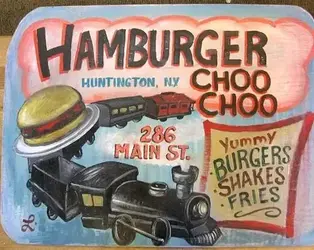 HAMBURGER
HUNTINGTON, NY
CHOO
CHOO
286
MAIN ST.
Yummy
BURGERS
SHAKES
FRIES